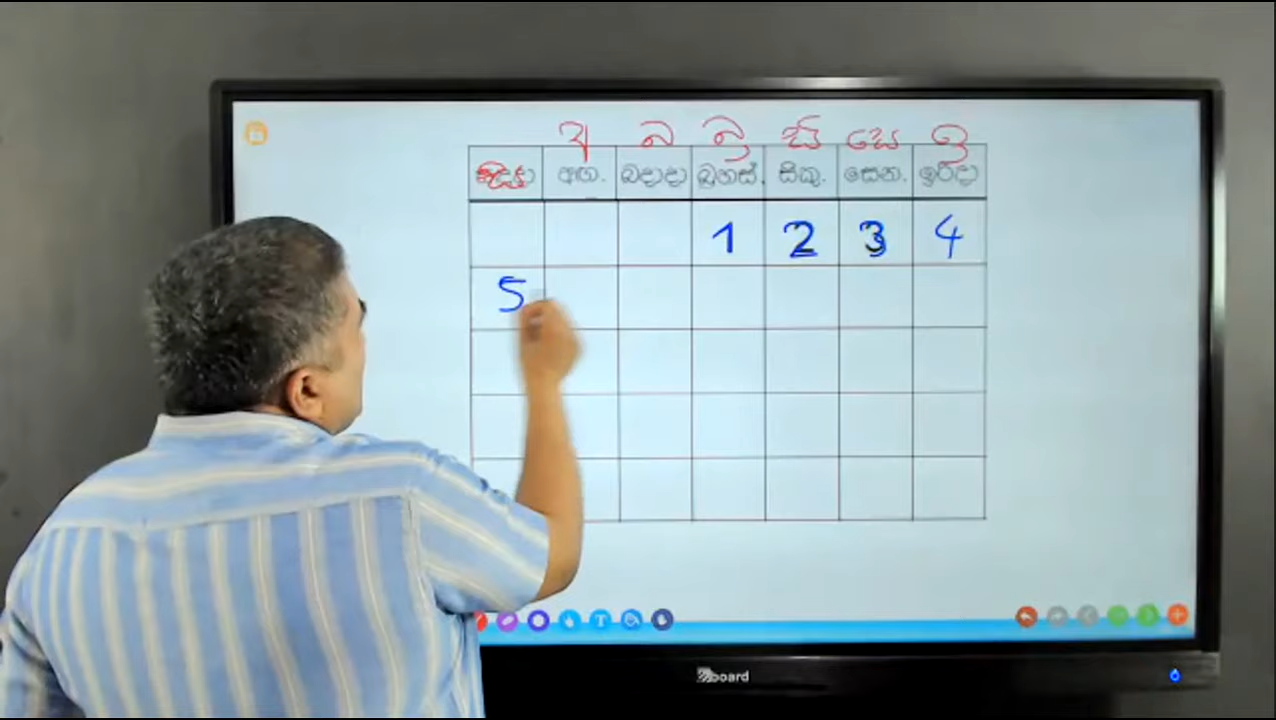 අ බ බ්‍ර සි සෙ ඉ
අඟ. බදාදා බ්‍රහස්. සිකු. සෙන. ඉරිදා
1 2 3 4
5
T
board